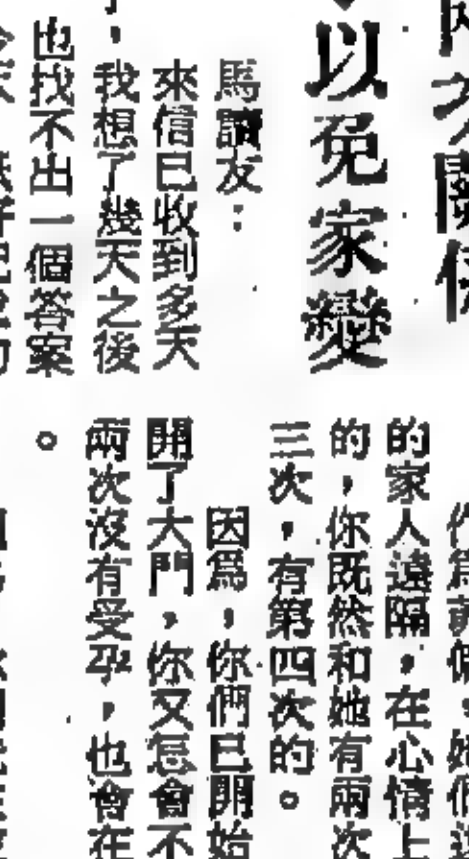 以免家變
馬讀友：
來信已收到多天
，我想了幾天之後
也找不出一個答案
。
的家人遠隔，在心情上
的，你既然和她有兩次
三次，有第四次的。
因爲，你們已開始
開了大門，你又怎會不
兩次沒有受孕，也會在